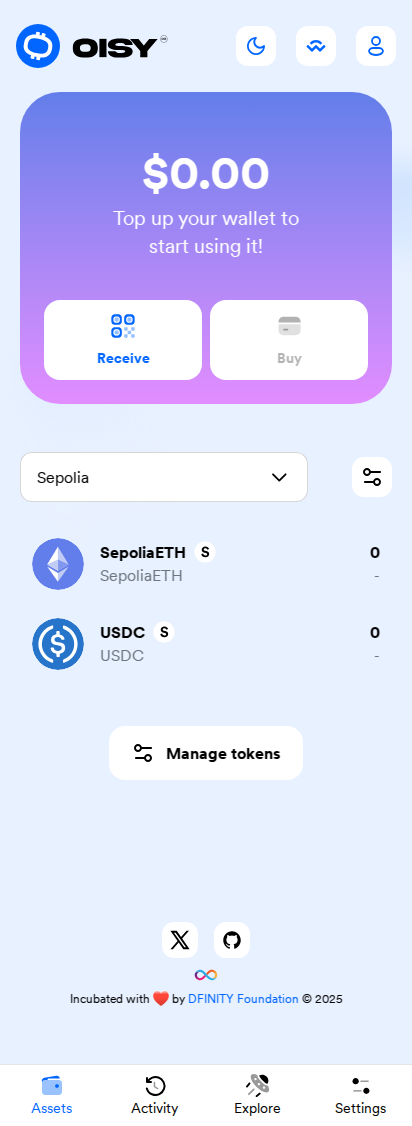 OISY
$0.00
Top up your wallet to
start using it!
Receive
Buy
Sepolia
SepoliaETH S
0
SepoliaETH
-
USDC S
0
USDC
-
Manage tokens
Incubated with ❤️ by DFINITY Foundation © 2025
Assets
Activity
Explore
Settings